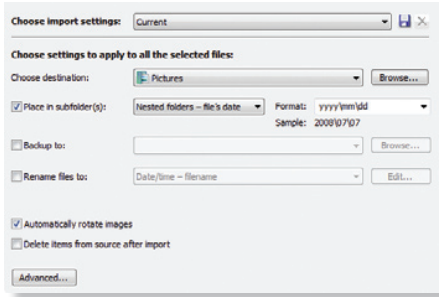 Choose import settings: Current
Choose settings to apply to all the selected files:
Choose destination: Pictures Browse...
Place in subfolder(s): Nested folders – file's date Format: yyyy\mm\dd
Sample: 2008\07\07
Backup to: Browse...
Rename files to: Date/time – filename Edit...
Automatically rotate images
Delete items from source after import
Advanced...